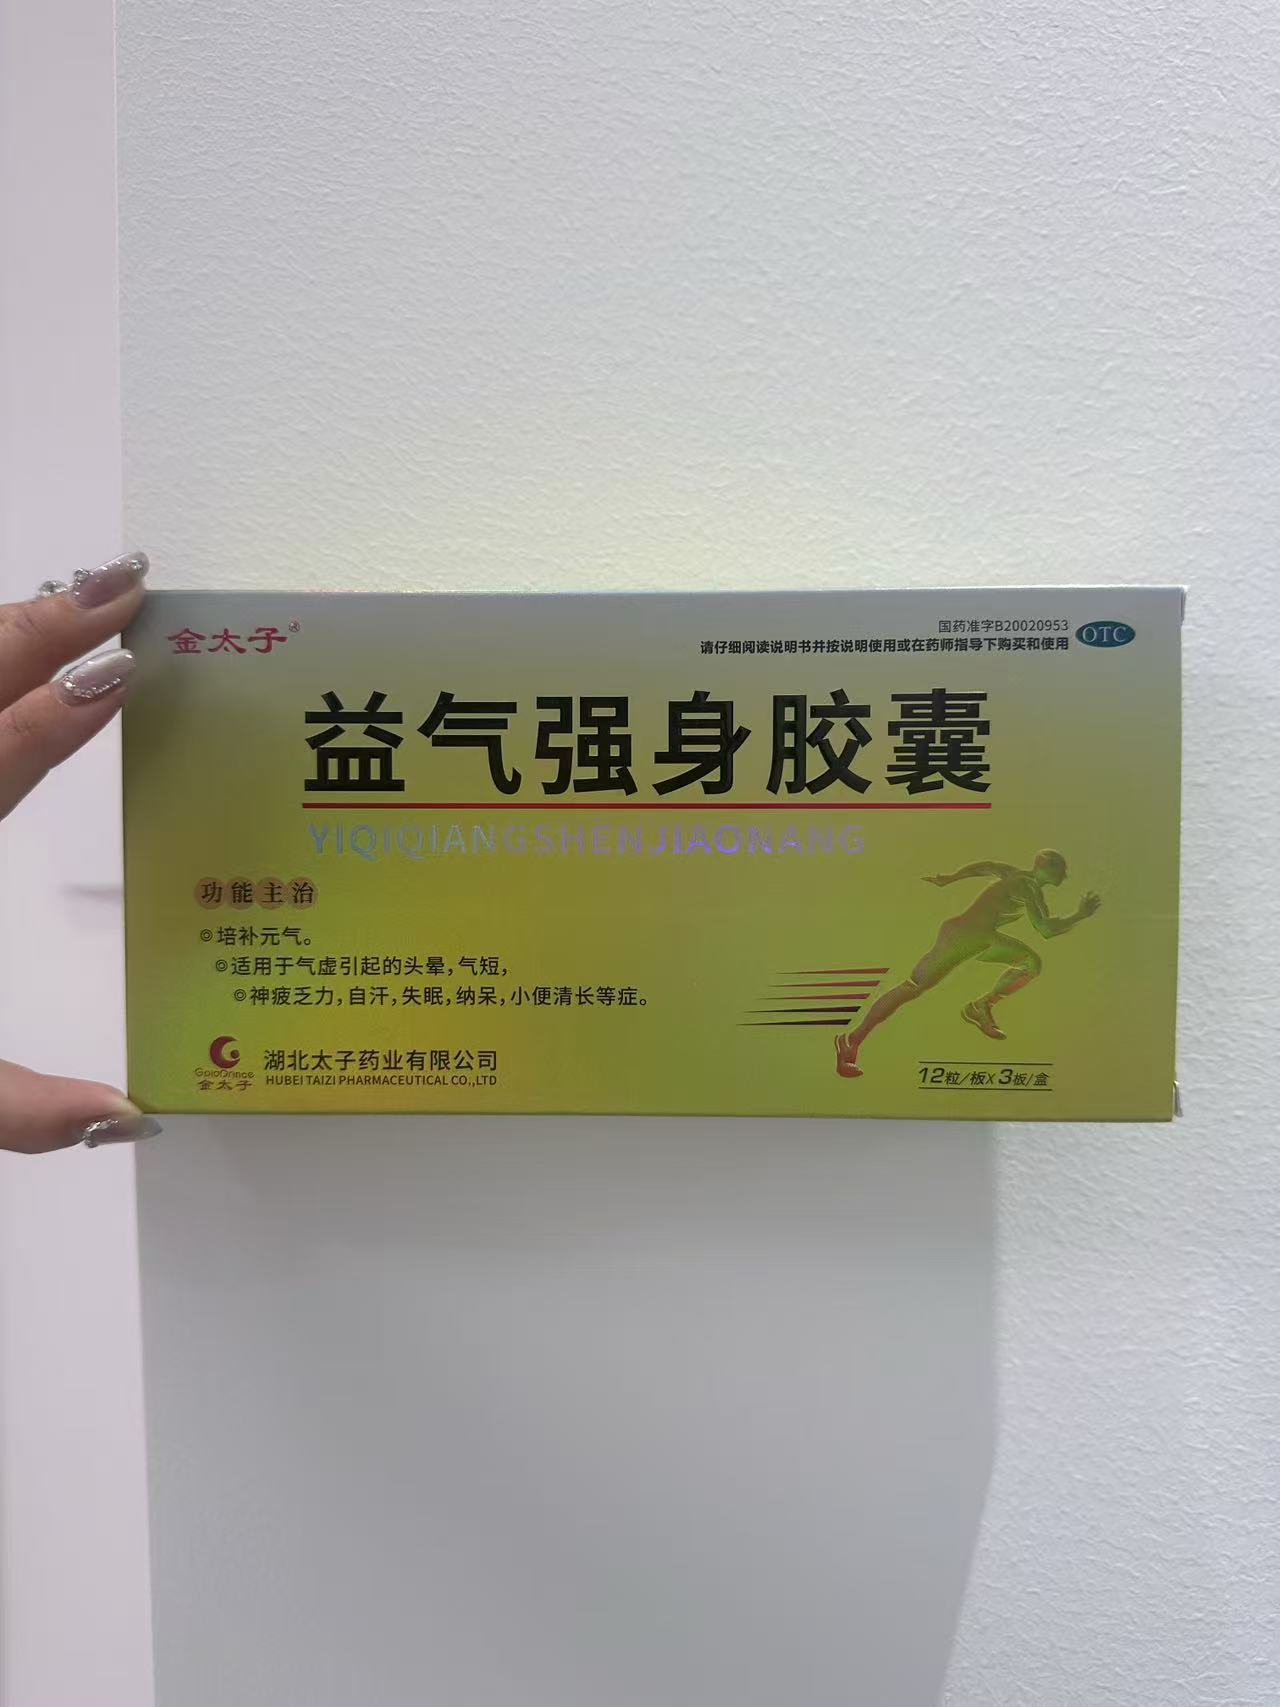 金太子®
国药准字B20020953
请仔细阅读说明书并按说明使用或在药师指导下购买和使用
OTC
益气强身胶囊
YIQIQIANGSHENJIAONANG
功能主治
◎培补元气。
◎适用于气虚引起的头晕,气短,
◎神疲乏力,自汗,失眠,纳呆,小便清长等症。
金太子
湖北太子药业有限公司
HUBEI TAIZI PHARMACEUTICAL CO.,LTD
12粒/板X3板/盒